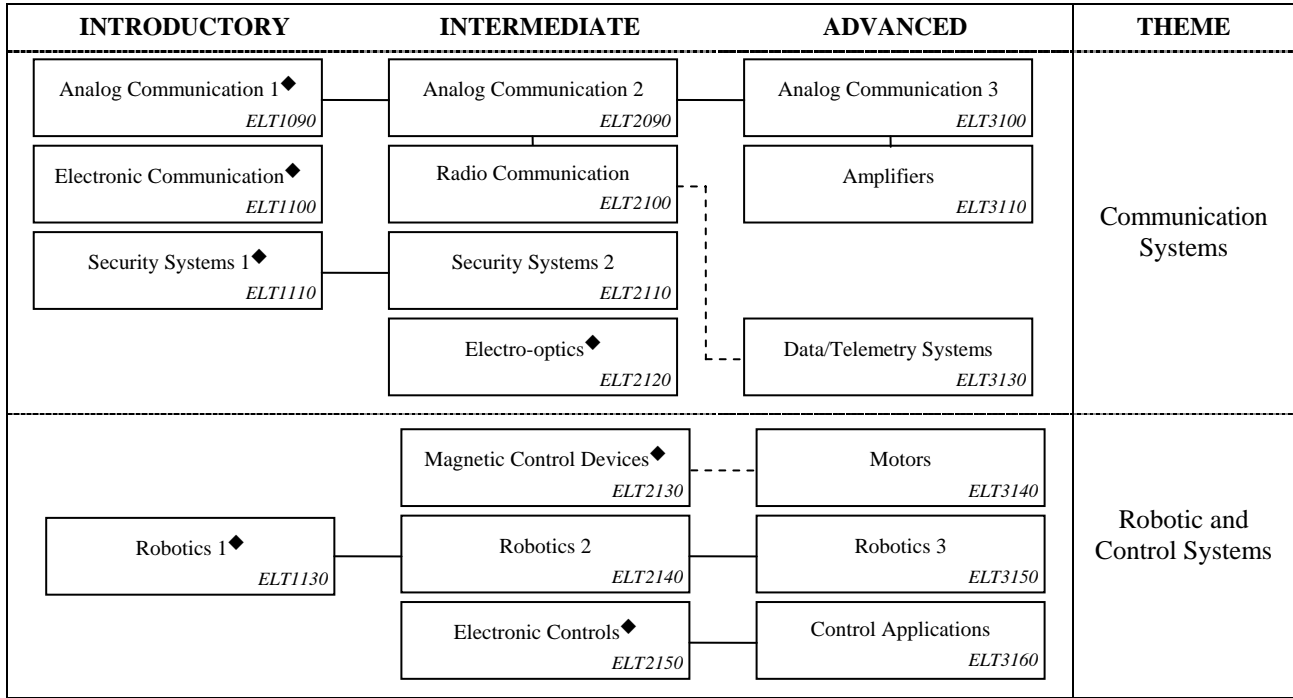 INTRODUCTORY INTERMEDIATE ADVANCED THEME
Analog Communication 1◆ Analog Communication 2 Analog Communication 3
ELT1090 ELT2090 ELT3100
Electronic Communication◆ Radio Communication Amplifiers
ELT1100 ELT2100 ELT3110
Communication
Systems
Security Systems 1◆ Security Systems 2
ELT1110 ELT2110
Electro-optics◆ Data/Telemetry Systems
ELT2120 ELT3130
Magnetic Control Devices◆ Motors
ELT2130 ELT3140
Robotics 1◆ Robotics 2 Robotics 3
ELT1130 ELT2140 ELT3150
Robotic and
Control Systems
Electronic Controls◆ Control Applications
ELT2150 ELT3160